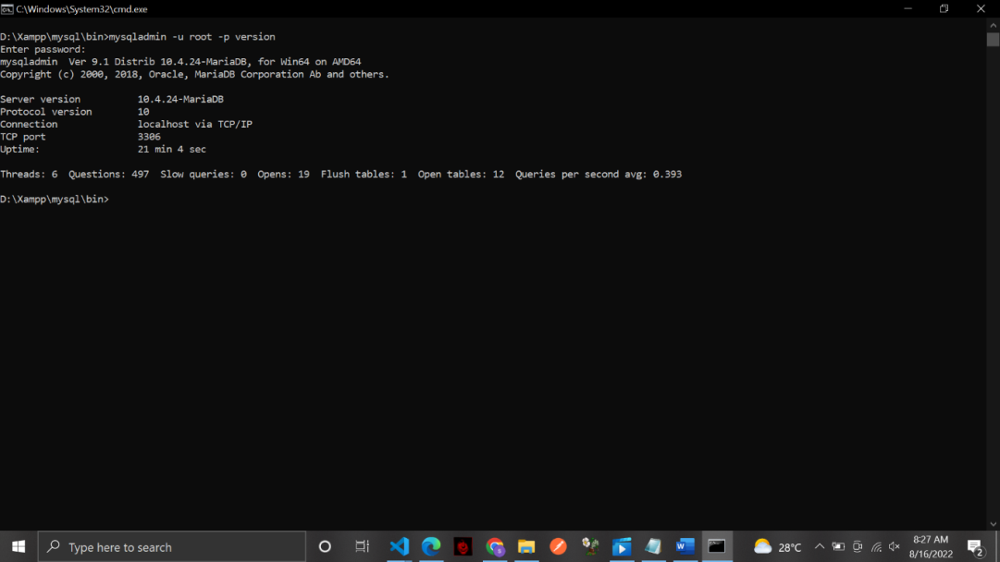 C:\Windows\System32\cmd.exe
D:\Xampp\mysql\bin>mysqladmin -u root -p version
Enter password:
mysqladmin  Ver 9.1 Distrib 10.4.24-MariaDB, for Win64 on AMD64
Copyright (c) 2000, 2018, Oracle, MariaDB Corporation Ab and others.
Server version          10.4.24-MariaDB
Protocol version        10
Connection              localhost via TCP/IP
TCP port                3306
Uptime:                 21 min 4 sec
Threads: 6  Questions: 497  Slow queries: 0  Opens: 19  Flush tables: 1  Open tables: 12  Queries per second avg: 0.393
D:\Xampp\mysql\bin>
Type here to search
28°C
8:27 AM
8/16/2022
2